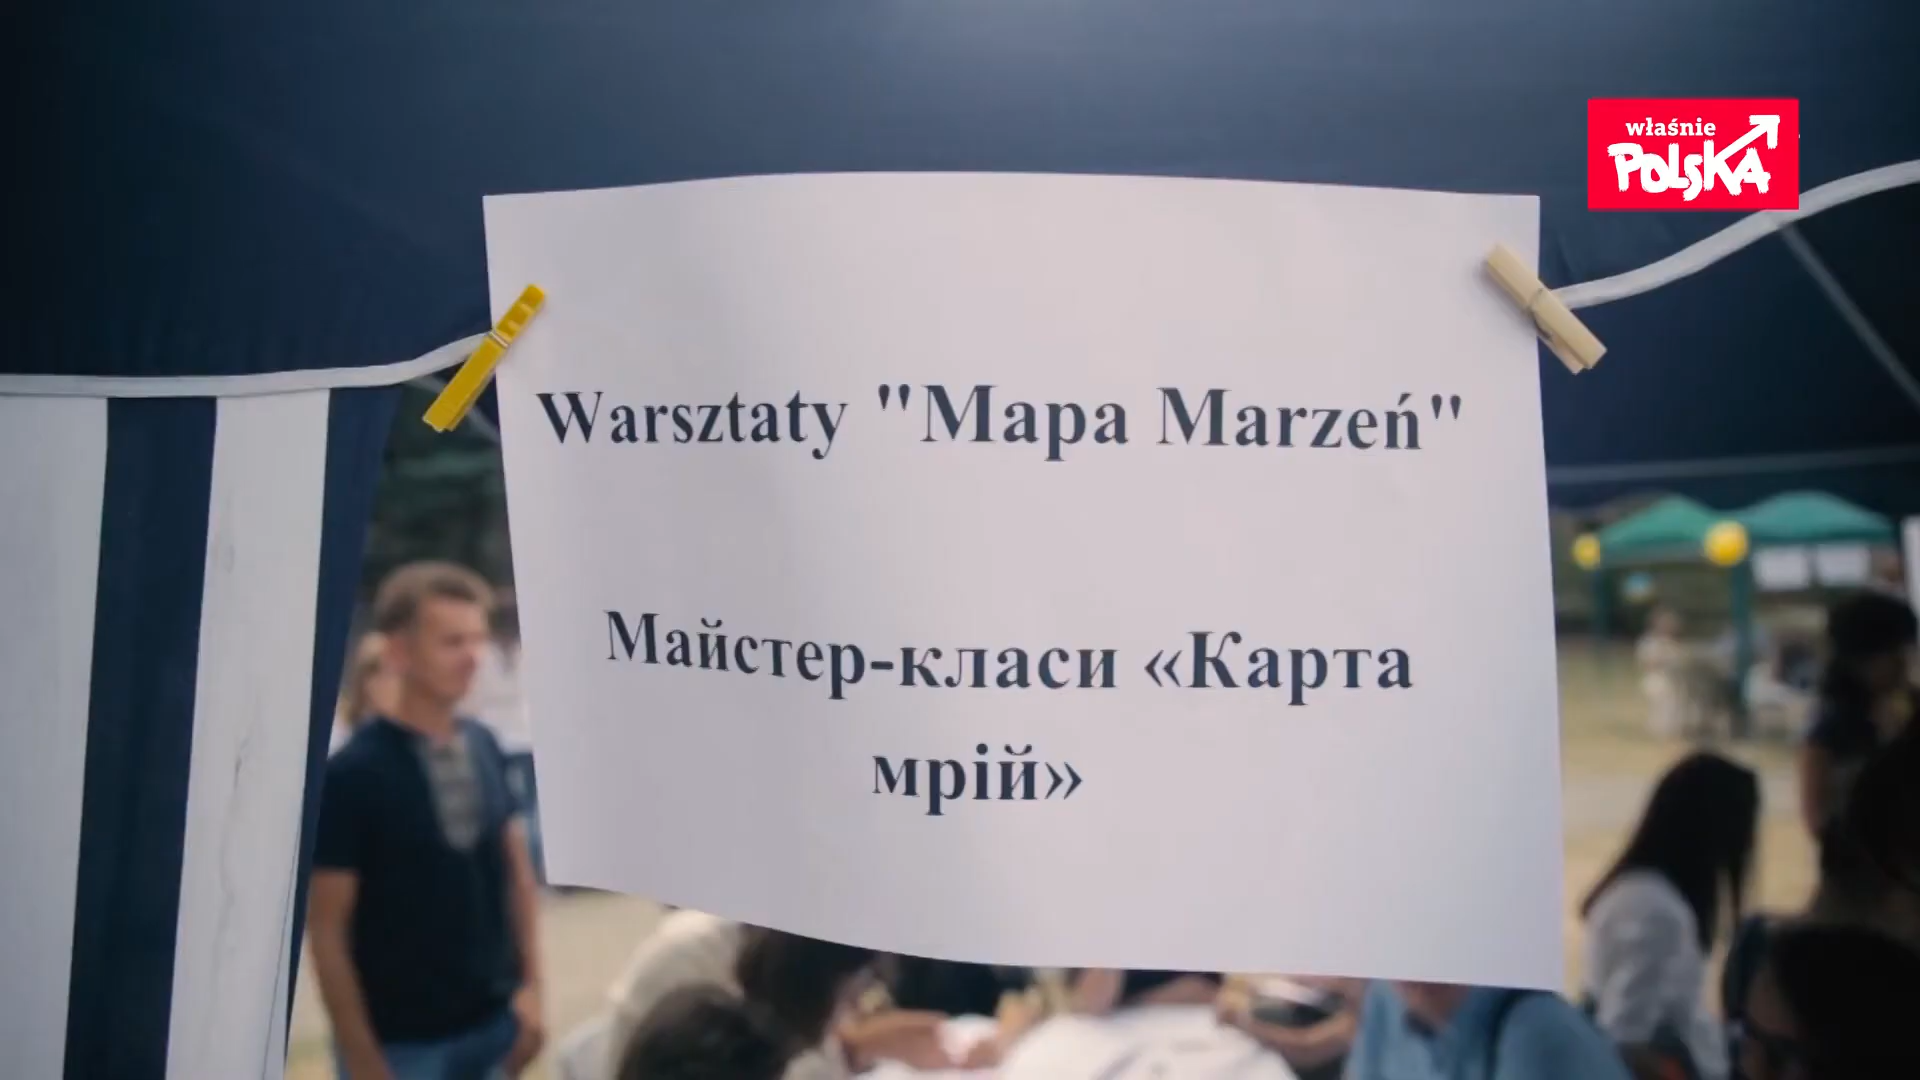 właśnie
POLSKA
Warsztaty "Mapa Marzeń"
Майстер-класи «Карта
мрій»